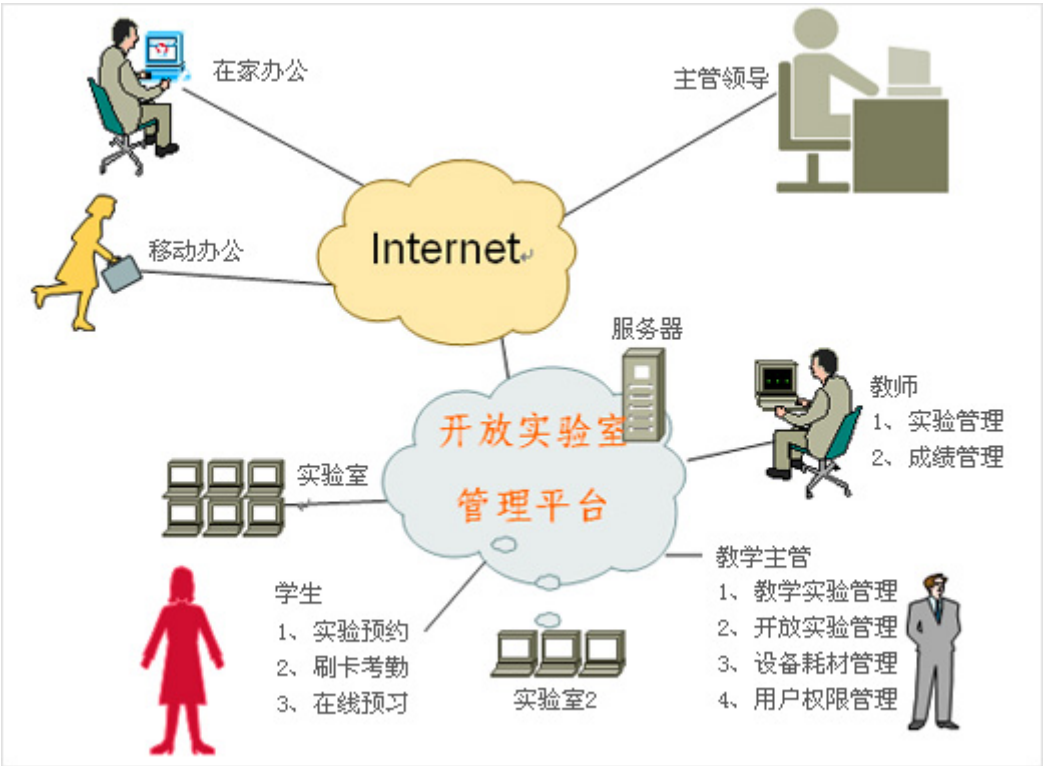 在家办公
主管领导
移动办公
Internet
服务器
开放实验室
管理平台
教师
1、实验管理
2、成绩管理
实验室
学生
1、实验预约
2、刷卡考勤
3、在线预习
实验室2
教学主管
1、教学实验管理
2、开放实验管理
3、设备耗材管理
4、用户权限管理